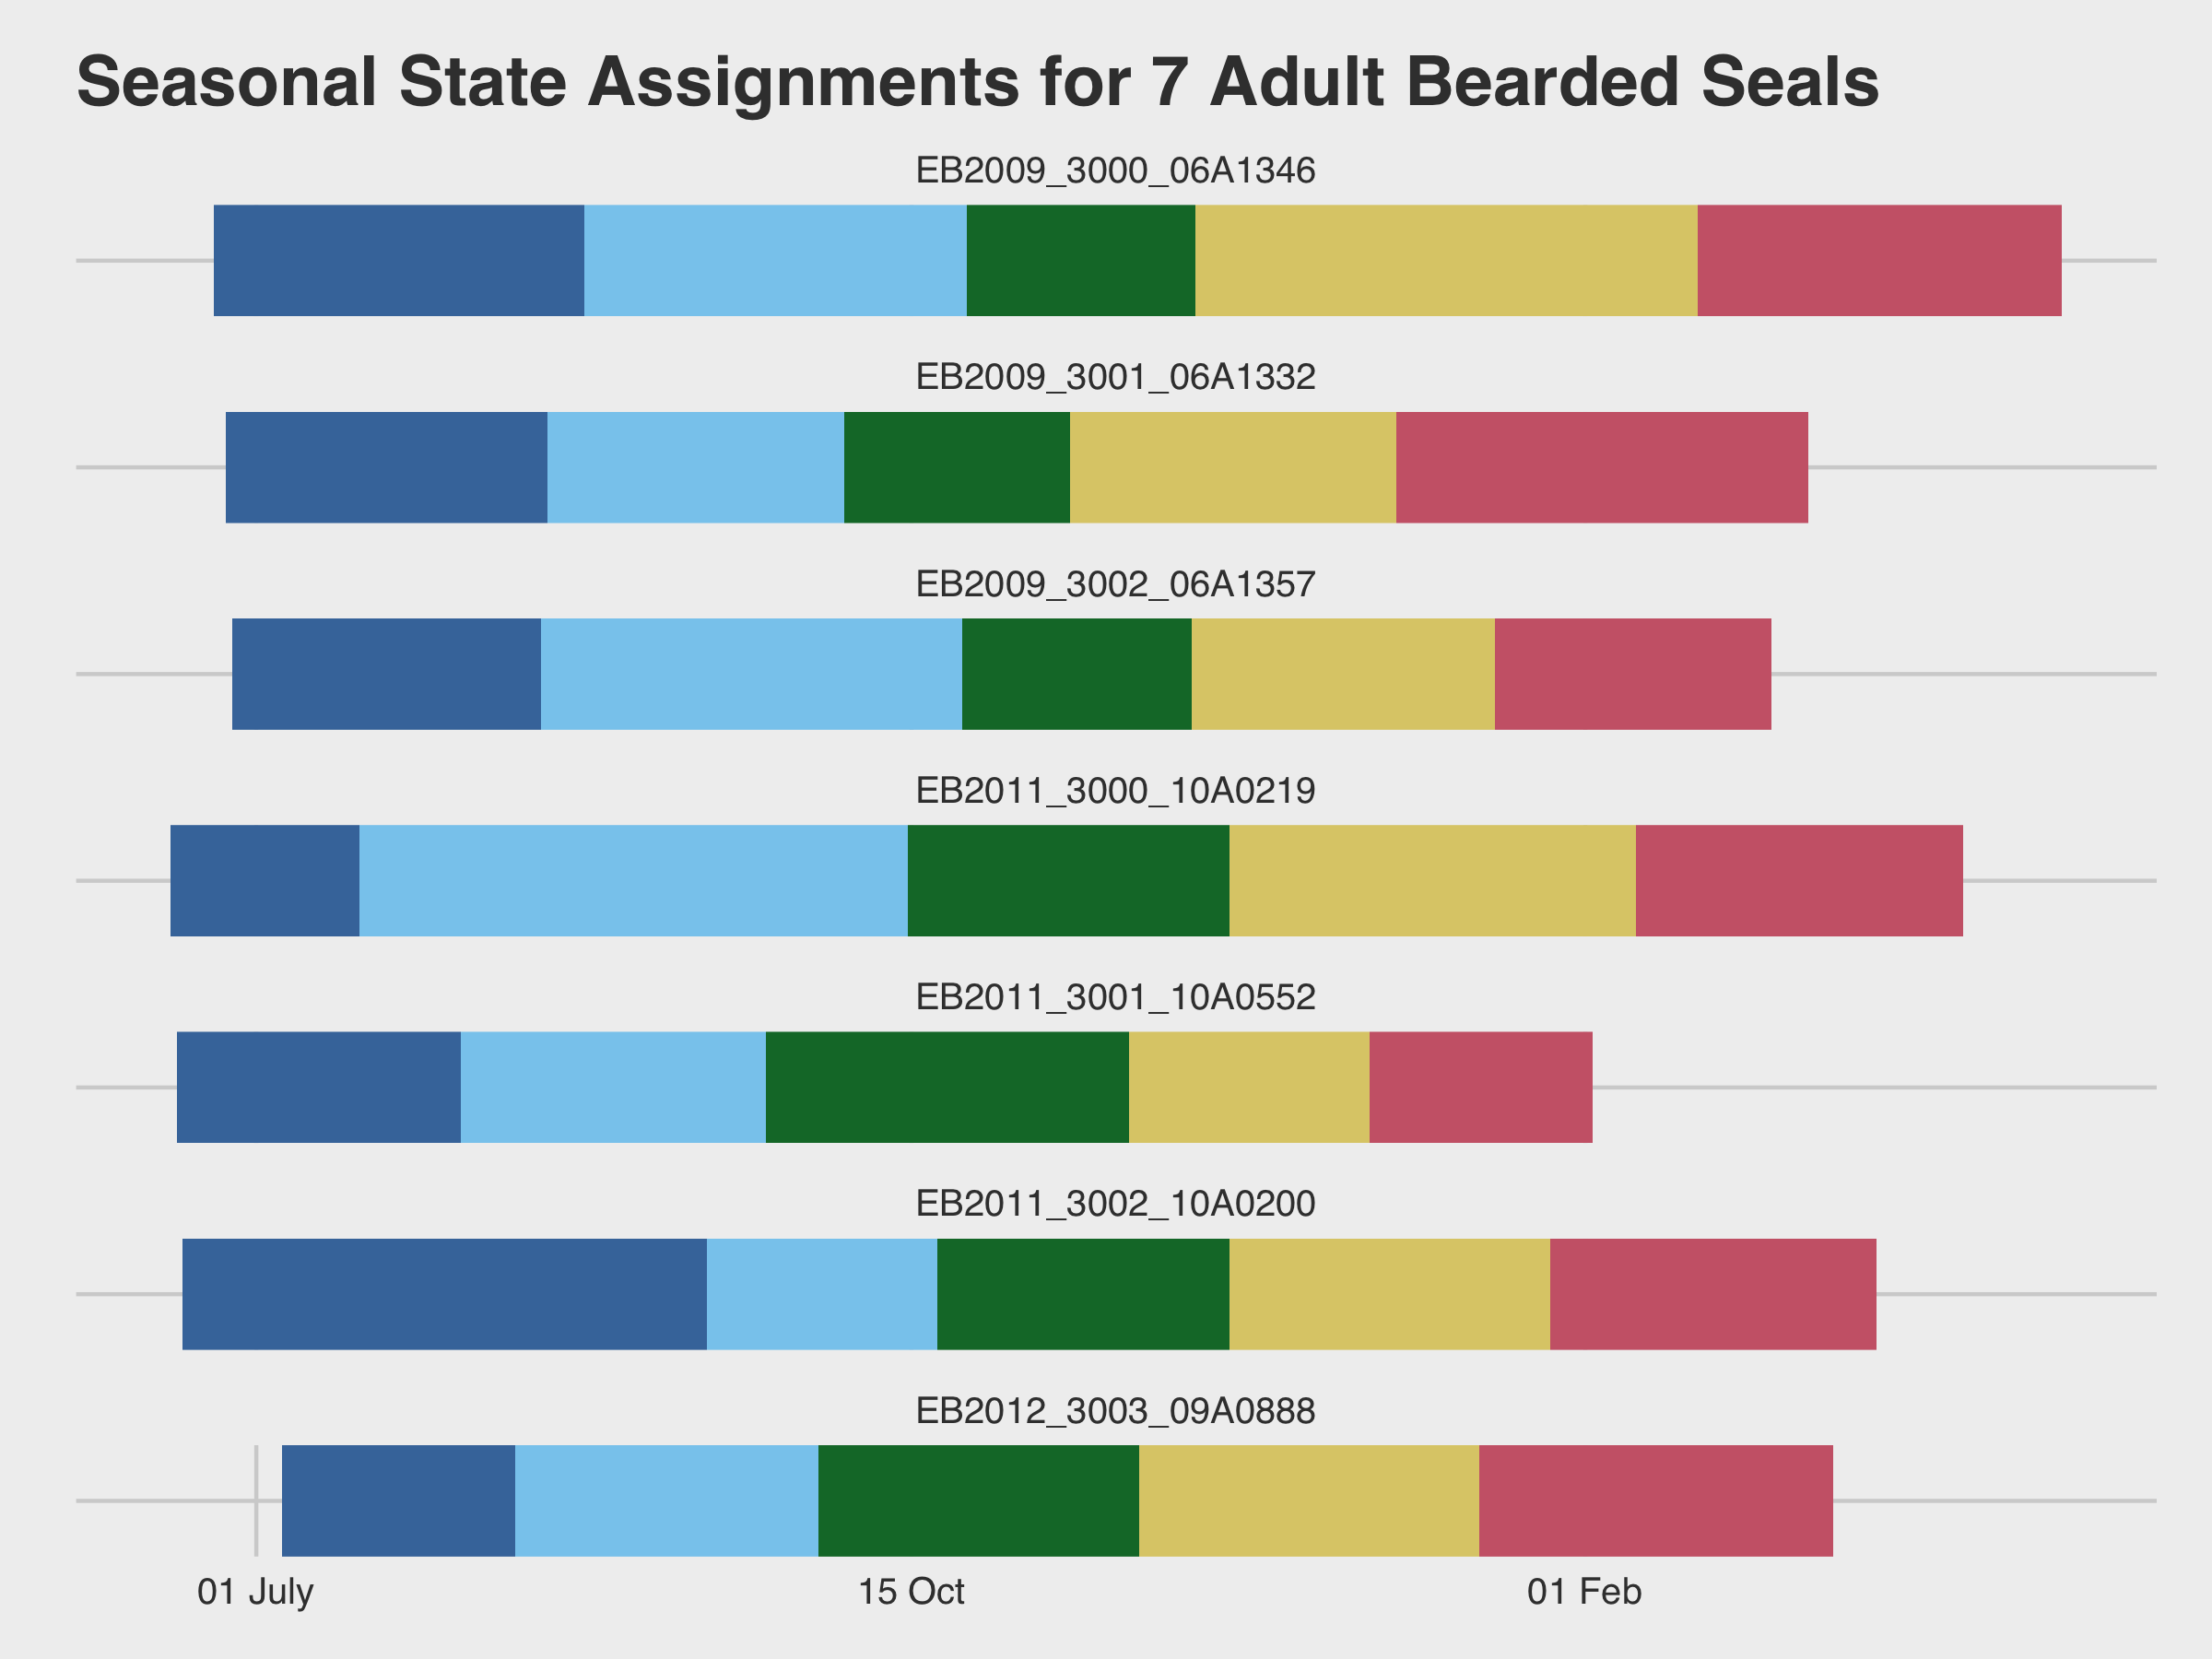 Seasonal State Assignments for 7 Adult Bearded Seals
EB2009_3000_06A1346
EB2009_3001_06A1332
EB2009_3002_06A1357
EB2011_3000_10A0219
EB2011_3001_10A0552
EB2011_3002_10A0200
EB2012_3003_09A0888
01 July 15 Oct 01 Feb